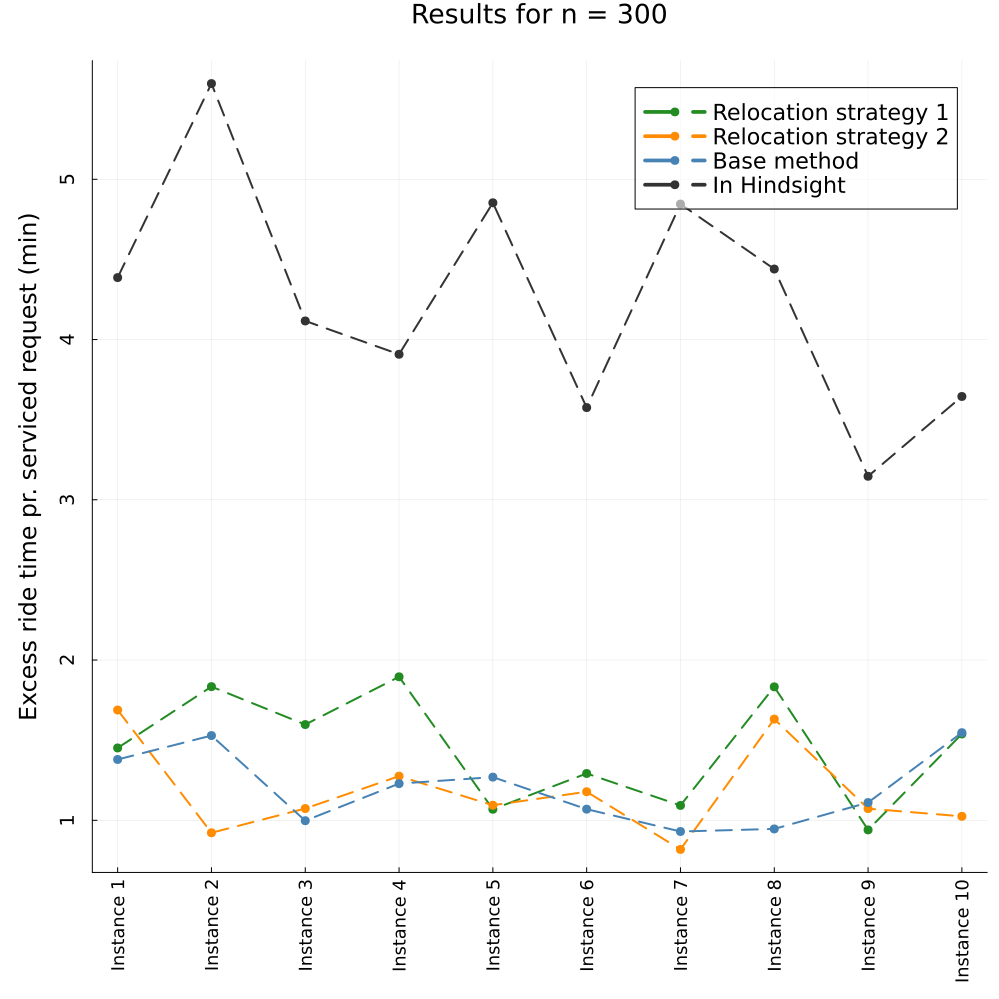 Results for n = 300
Relocation strategy 1
Relocation strategy 2
Base method
In Hindsight
Excess ride time pr. serviced request (min)
5
4
3
2
1
Instance 1
Instance 2
Instance 3
Instance 4
Instance 5
Instance 6
Instance 7
Instance 8
Instance 9
Instance 10